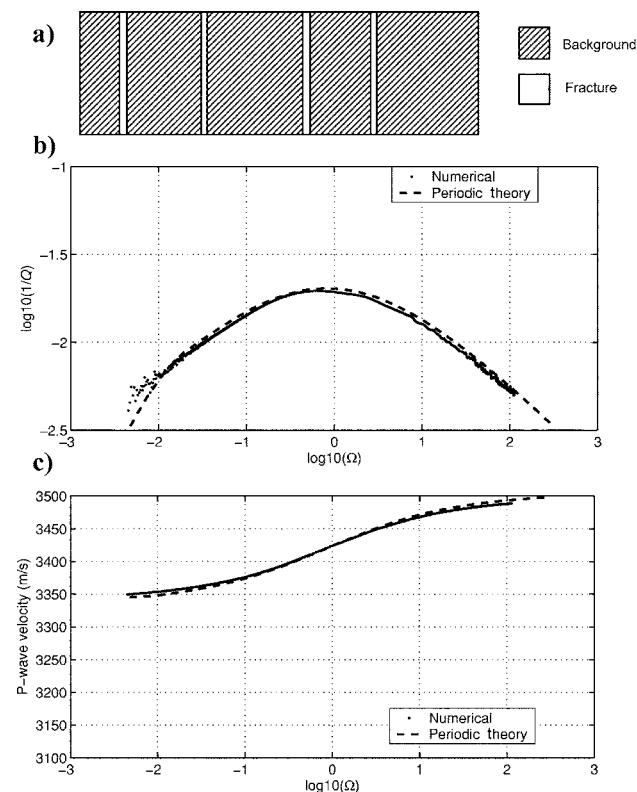 a)
Background
Fracture
b)
−1
−1.5
−2
−2.5
log10(1/Q)
Numerical
Periodic theory
−3
−2
−1
0
1
2
3
log10(Ω)
c)
3500
3450
3400
3350
3300
3250
3200
3150
3100
P−wave velocity (m/s)
Numerical
Periodic theory
−3
−2
−1
0
1
2
3
log10(Ω)